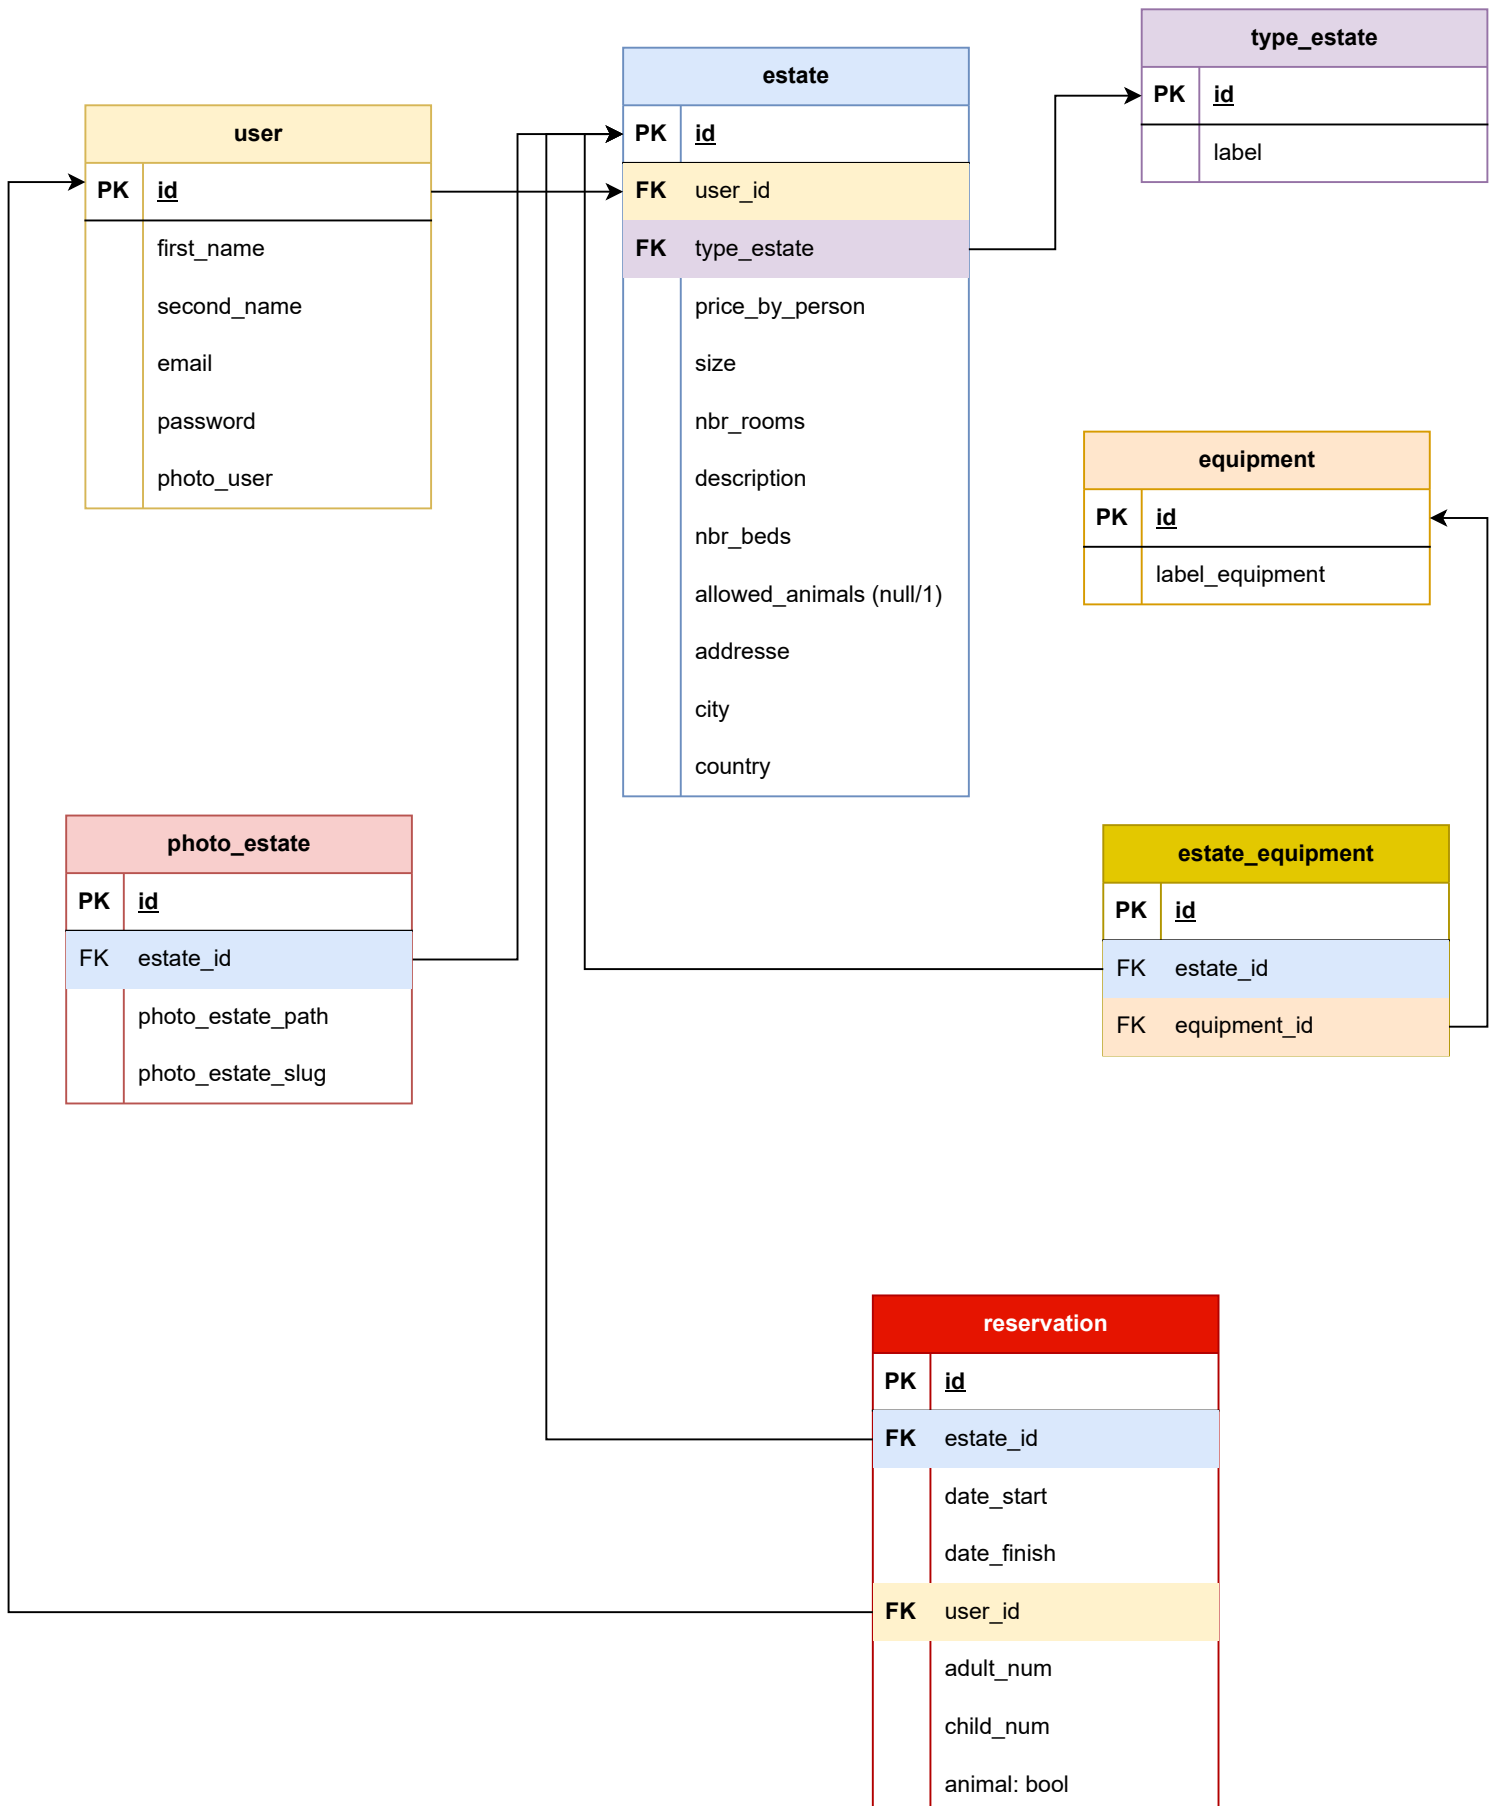 type_estate
PK id
label
estate
PK id
FK user_id
FK type_estate
price_by_person
size
nbr_rooms
description
nbr_beds
allowed_animals (null/1)
addresse
city
country
user
PK id
first_name
second_name
email
password
photo_user
equipment
PK id
label_equipment
photo_estate
PK id
FK estate_id
photo_estate_path
photo_estate_slug
estate_equipment
PK id
FK estate_id
FK equipment_id
reservation
PK id
FK estate_id
date_start
date_finish
FK user_id
adult_num
child_num
animal: bool